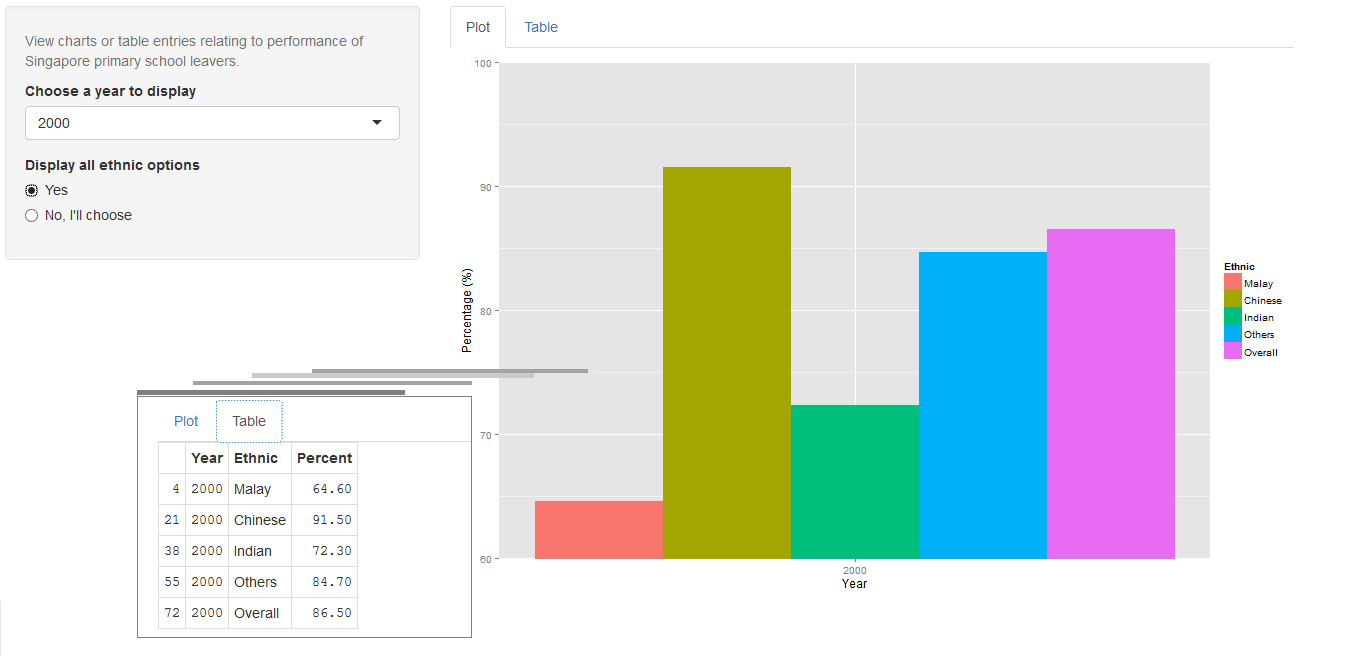 View charts or table entries relating to performance of
Singapore primary school leavers.
Choose a year to display
2000
Display all ethnic options
Yes
No, I'll choose
Plot Table
100
90
80
70
60
Percentage (%)
2000
Year
Ethnic
Malay
Chinese
Indian
Others
Overall
Plot Table
Year Ethnic Percent
4 2000 Malay 64.60
21 2000 Chinese 91.50
38 2000 Indian 72.30
55 2000 Others 84.70
72 2000 Overall 86.50